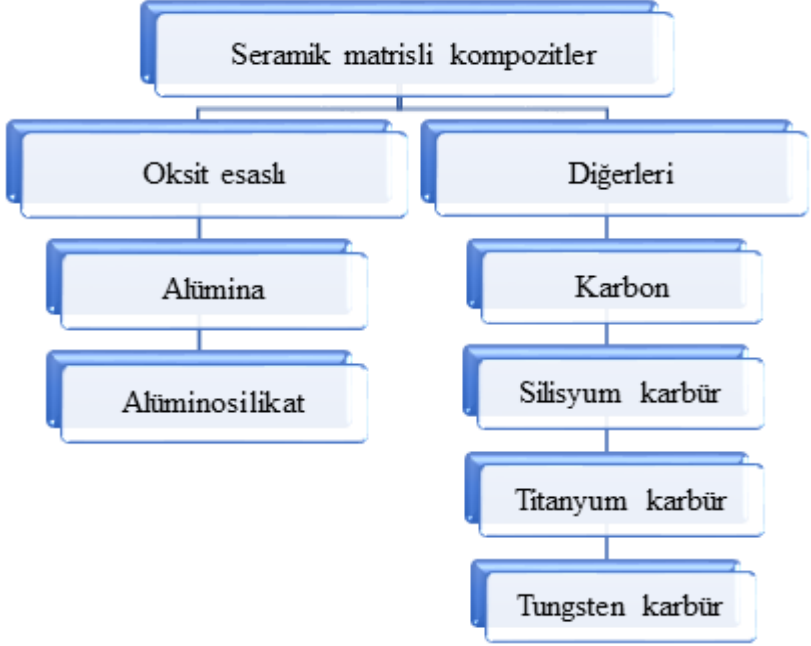 Seramik matrisli kompozitler
Oksit esaslı
Diğerleri
Alümina
Karbon
Alüminosilikat
Silisyum karbür
Titanyum karbür
Tungsten karbür